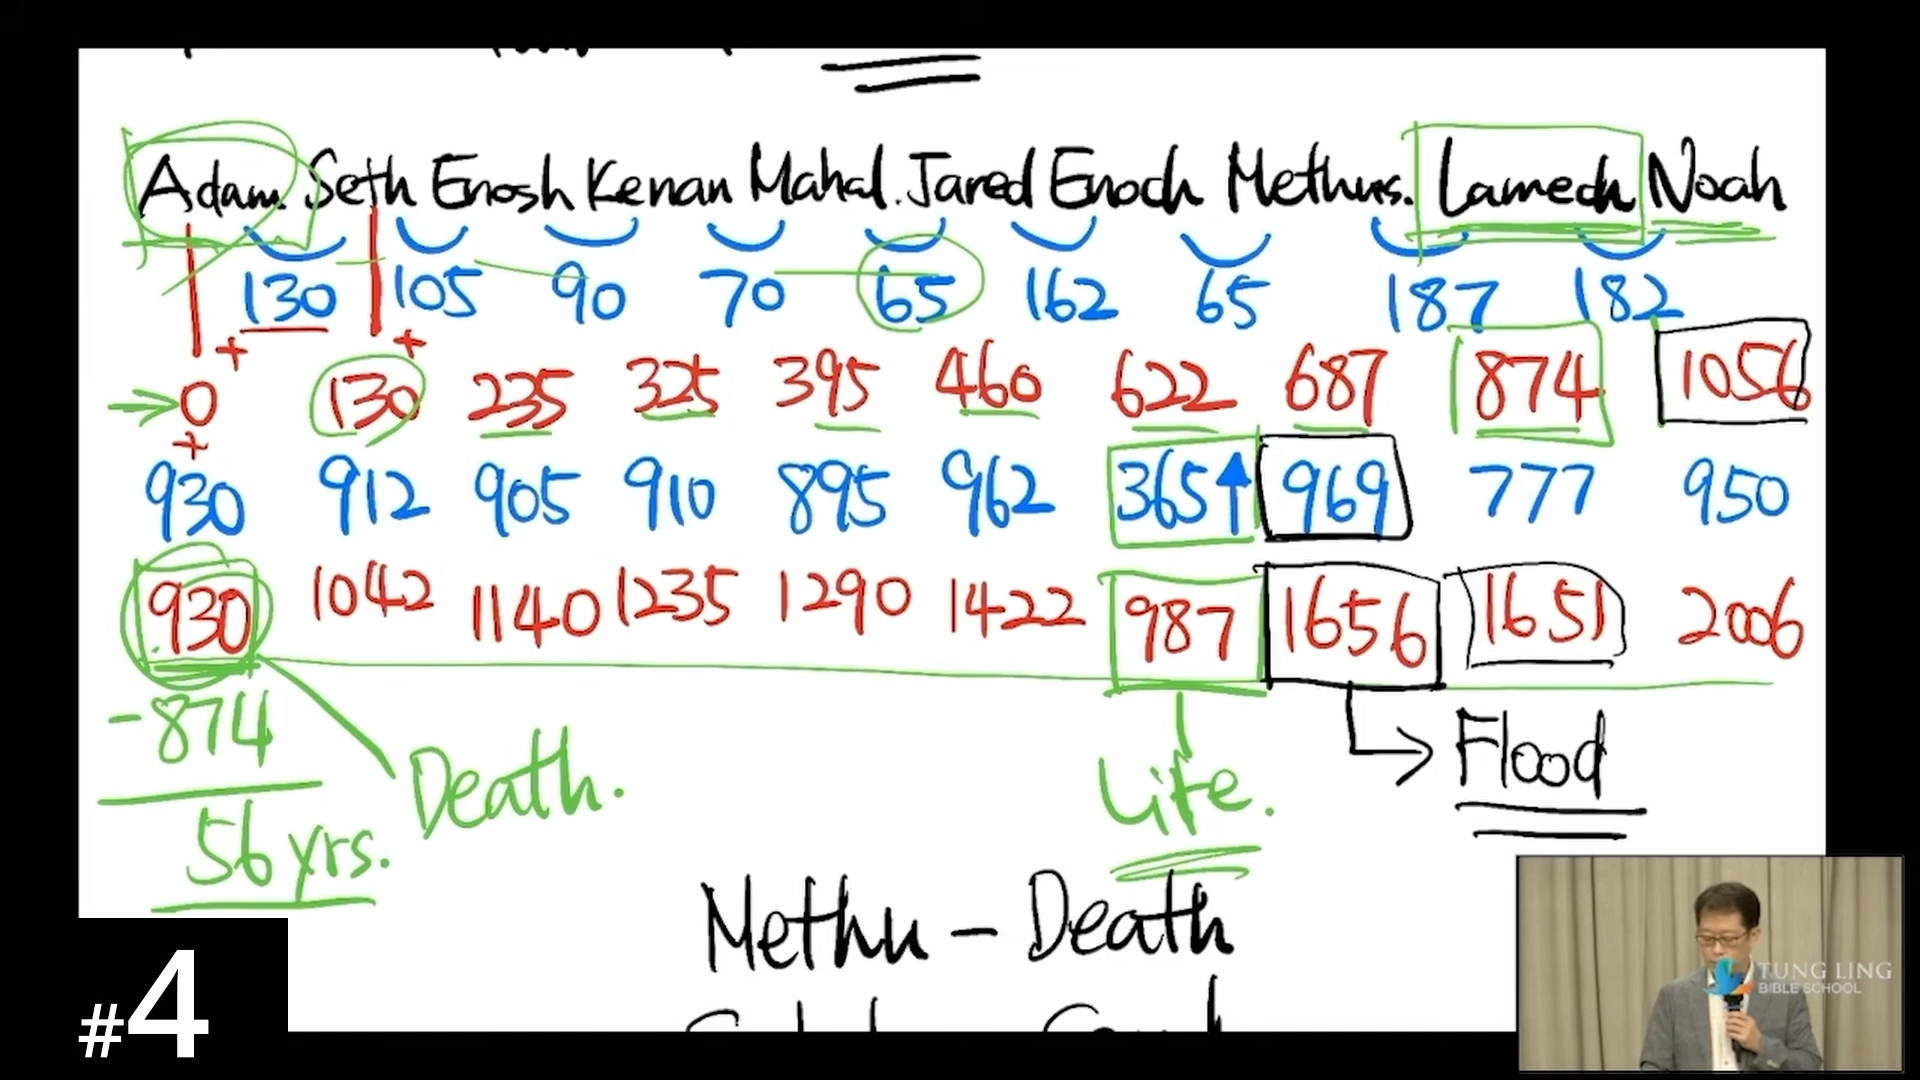 Adam. Seth Enosh Kenan Mahal. Jared Enoch Methus. Lamech Noah
130 105 90 70 65 162 65 187 182
+ +
0 130 235 325 395 460 622 687 874 1056
+
930 912 905 910 895 962 365 969 777 950
930 1042 1140 1235 1290 1422 987 1656 1651 2006
-874
56 yrs.
Death.
Life.
Flood
Methu - Death
#4
TUNG LING
BIBLE SCHOOL